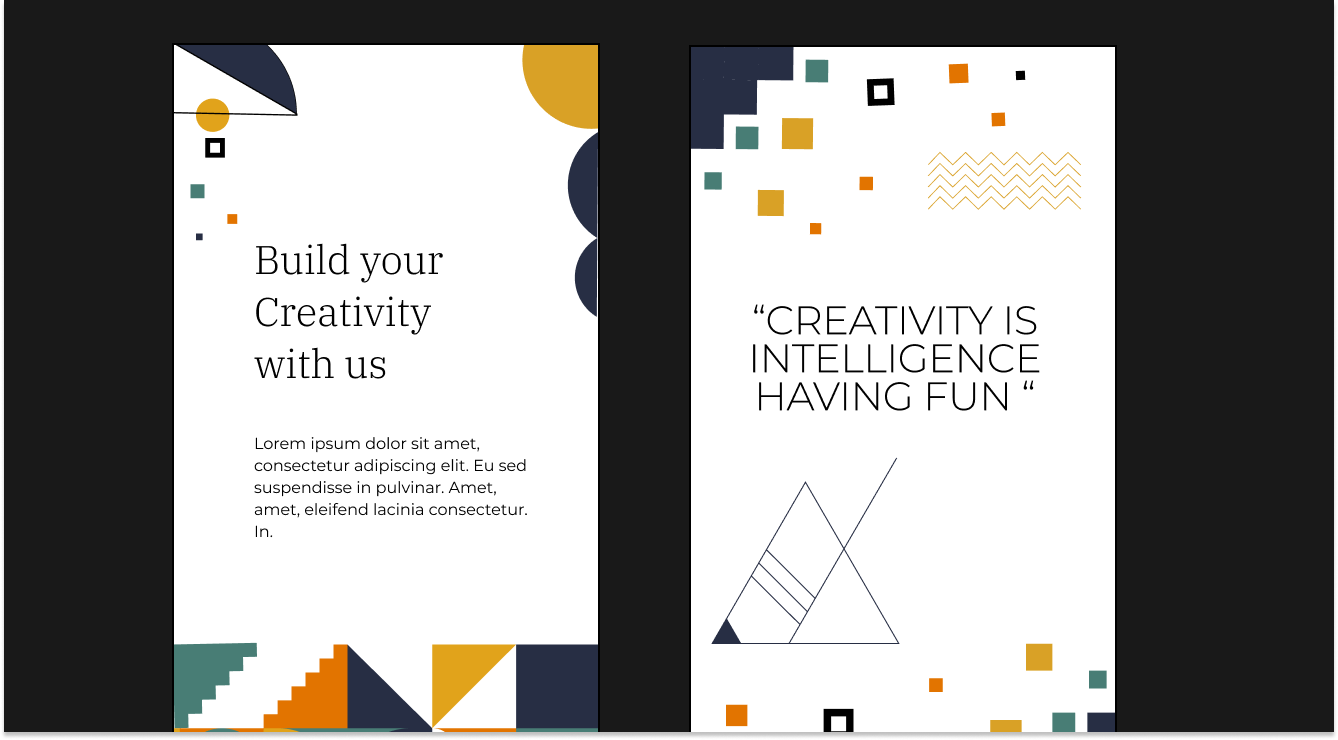 Build your
Creativity
with us
Lorem ipsum dolor sit amet,
consectetur adipiscing elit. Eu sed
suspendisse in pulvinar. Amet,
amet, eleifend lacinia consectetur.
In.
“CREATIVITY IS
INTELLIGENCE
HAVING FUN “